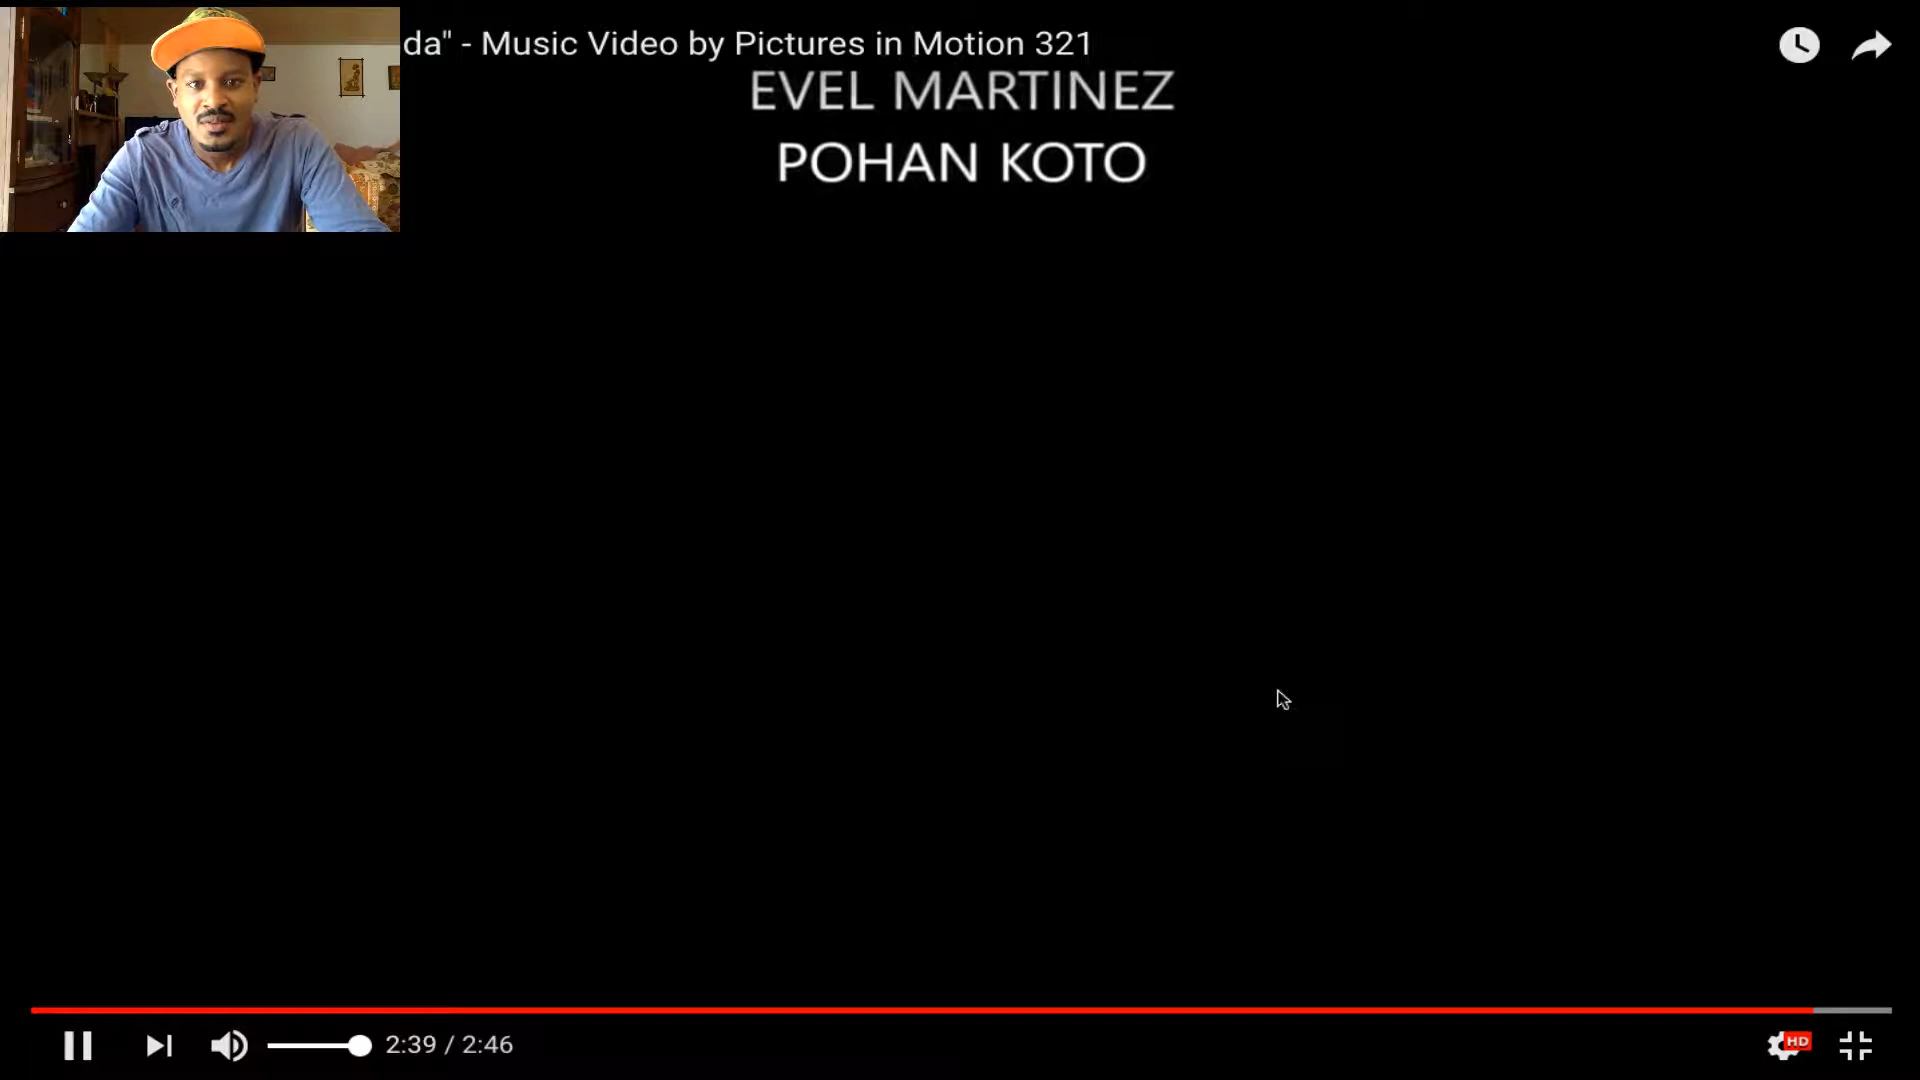 da" - Music Video by Pictures in Motion 321
EVEL MARTINEZ
POHAN KOTO
2:39 / 2:46
HD